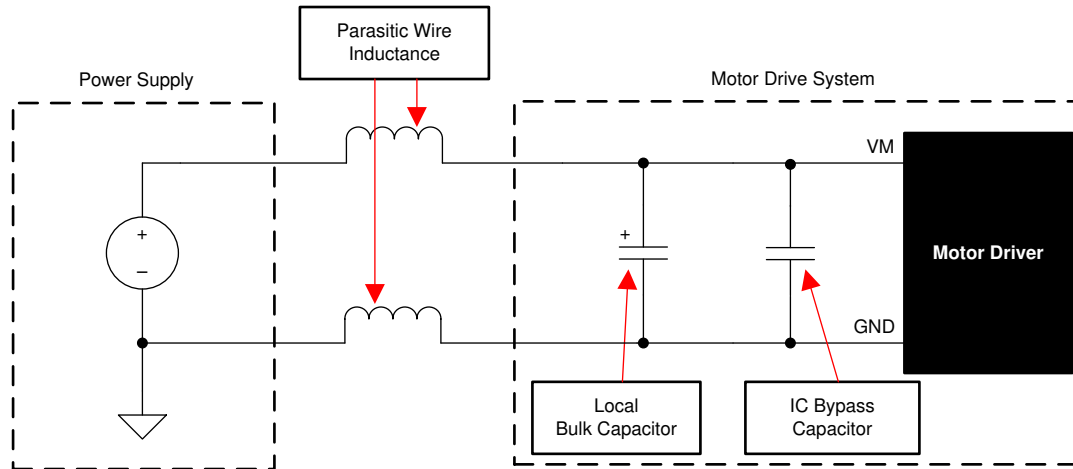 Parasitic Wire
Inductance
Power Supply
Motor Drive System
VM
+
–
+
Motor Driver
GND
Local
Bulk Capacitor
IC Bypass
Capacitor